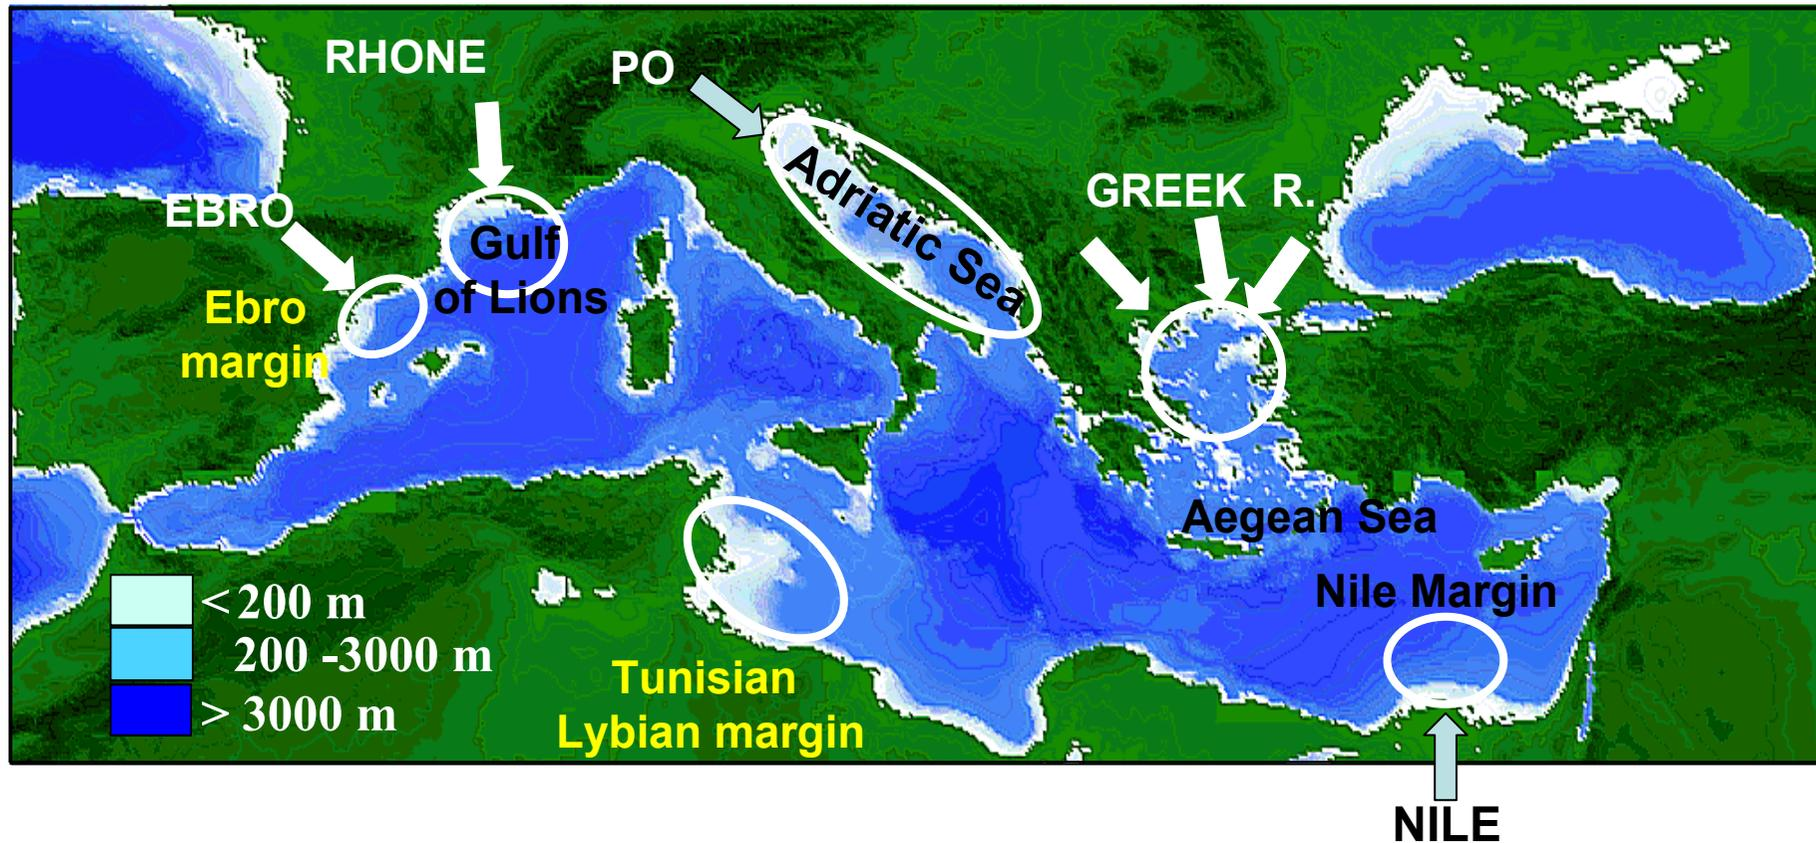 RHONE
PO
EBRO
GREEK R.
Adriatic Sea
Gulf
of Lions
Ebro
margin
Aegean Sea
Nile Margin
<200 m
200 -3000 m
> 3000 m
Tunisian
Lybian margin
NILE